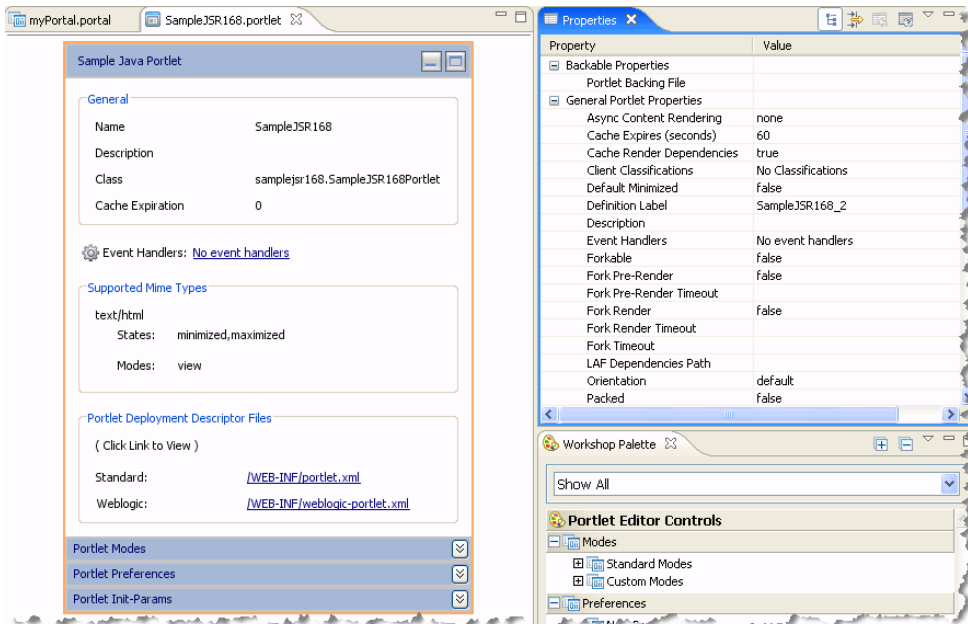 myPortal.portal
SampleJSR168.portlet
Sample Java Portlet
General
Name SampleJSR168
Description
Class samplejsr168.SampleJSR168Portlet
Cache Expiration 0
Event Handlers: No event handlers
Supported Mime Types
text/html
States: minimized,maximized
Modes: view
Portlet Deployment Descriptor Files
( Click Link to View )
Standard: /WEB-INF/portlet.xml
Weblogic: /WEB-INF/weblogic-portlet.xml
Portlet Modes
Portlet Preferences
Portlet Init-Params
Properties
Property Value
Backable Properties
Portlet Backing File
General Portlet Properties
Async Content Rendering none
Cache Expires (seconds) 60
Cache Render Dependencies true
Client Classifications No Classifications
Default Minimized false
Definition Label SampleJSR168_2
Description
Event Handlers No event handlers
Forkable false
Fork Pre-Render false
Fork Pre-Render Timeout
Fork Render false
Fork Render Timeout
Fork Timeout
LAF Dependencies Path
Orientation default
Packed false
Workshop Palette
Show All
Portlet Editor Controls
Modes
Standard Modes
Custom Modes
Preferences